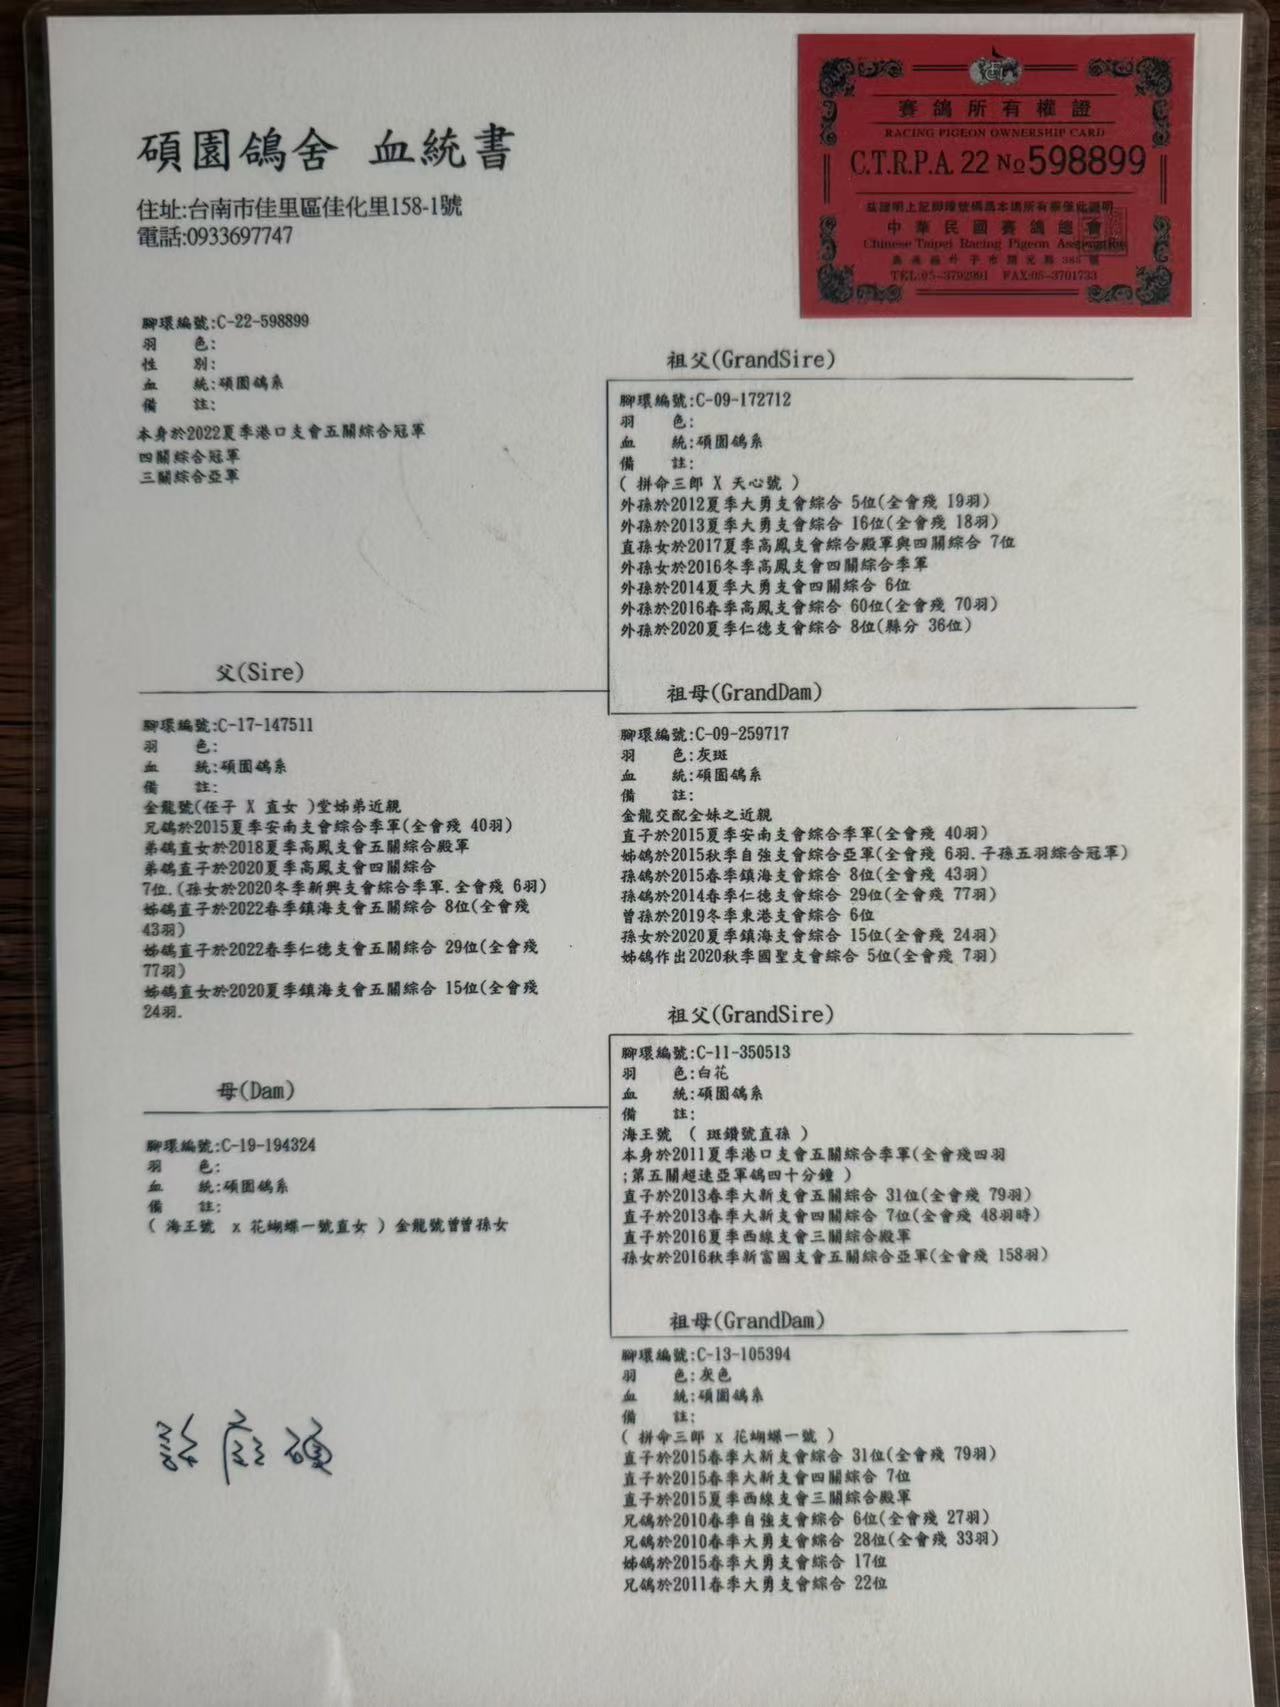 碩園鴿舍 血統書
住址:台南市佳里區佳化里158-1號
電話:0933697747
賽鴿所有權證
RACING PIGEON OWNERSHIP CARD
C.T.R.P.A. 22 No 598899
茲證明上記腳環號碼為本鴿所有
中華民國賽鴿總會
Chinese Taipei Racing Pigeon Association
TEL:05-3792991 FAX:05-3701733
腳環編號:C-22-598899
羽 色:
性 別:
血 統:碩園鴿系
備 註:
本身於2022夏季港口支會五關綜合冠軍
四關綜合冠軍
三關綜合亞軍
父(Sire)
腳環編號:C-17-147511
羽 色:
血 統:碩園鴿系
備 註:
金龍號(侄子 X 直女 )堂姊弟近親
兄鴿於2015夏季安南支會綜合季軍(全會殘 40羽)
弟鴿直女於2018夏季高鳳支會五關綜合殿軍
弟鴿直子於2020夏季高鳳支會四關綜合
7位.(孫女於2020冬季新興支會綜合季軍.全會殘 6羽)
姊鴿直子於2022春季鎮海支會五關綜合 8位(全會殘
43羽)
姊鴿直子於2022春季仁德支會五關綜合 29位(全會殘
77羽)
姊鴿直女於2020夏季鎮海支會五關綜合 15位(全會殘
24羽.
母(Dam)
腳環編號:C-19-194324
羽 色:
血 統:碩園鴿系
備 註:
( 海王號 x 花蝴蝶一號直女 ) 金龍號曾曾孫女
祖父(GrandSire)
腳環編號:C-09-172712
羽 色:
血 統:碩園鴿系
備 註:
( 拼命三郎 X 天心號 )
外孫於2012夏季大勇支會綜合 5位(全會殘 19羽)
外孫於2013夏季大勇支會綜合 16位(全會殘 18羽)
直孫女於2017夏季高鳳支會綜合殿軍與四關綜合 7位
外孫女於2016冬季高鳳支會四關綜合季軍
外孫於2014夏季大勇支會四關綜合 6位
外孫於2016春季高鳳支會綜合 60位(全會殘 70羽)
外孫於2020夏季仁德支會綜合 8位(縣分 36位)
祖母(GrandDam)
腳環編號:C-09-259717
羽 色:灰斑
血 統:碩園鴿系
備 註:
金龍交配全妹之近親
直子於2015夏季安南支會綜合季軍(全會殘 40羽)
姊鴿於2015秋季自強支會綜合亞軍(全會殘 6羽.子孫五羽綜合冠軍)
孫鴿於2015春季鎮海支會綜合 8位(全會殘 43羽)
孫鴿於2014春季仁德支會綜合 29位(全會殘 77羽)
曾孫於2019冬季東港支會綜合 6位
孫女於2020夏季鎮海支會綜合 15位(全會殘 24羽)
姊鴿作出2020秋季國聖支會綜合 5位(全會殘 7羽)
祖父(GrandSire)
腳環編號:C-11-350513
羽 色:白花
血 統:碩園鴿系
備 註:
海王號 ( 斑鑽號直孫 )
本身於2011夏季港口支會五關綜合季軍(全會殘四羽
;第五關超速亞軍鴿四十分鐘 )
直子於2013春季大新支會五關綜合 31位(全會殘 79羽)
直子於2013春季大新支會四關綜合 7位(全會殘 48羽時)
直子於2016夏季西線支會三關綜合殿軍
孫女於2016秋季新富國支會五關綜合亞軍(全會殘 158羽)
祖母(GrandDam)
腳環編號:C-13-105394
羽 色:灰色
血 統:碩園鴿系
備 註:
( 拼命三郎 x 花蝴蝶一號 )
直子於2015春季大新支會綜合 31位(全會殘 79羽)
直子於2015春季大新支會四關綜合 7位
直子於2015夏季西線支會三關綜合殿軍
兄鴿於2010春季自強支會綜合 6位(全會殘 27羽)
兄鴿於2010春季大勇支會綜合 28位(全會殘 33羽)
姊鴿於2015春季大勇支會綜合 17位
兄鴿於2011春季大勇支會綜合 22位